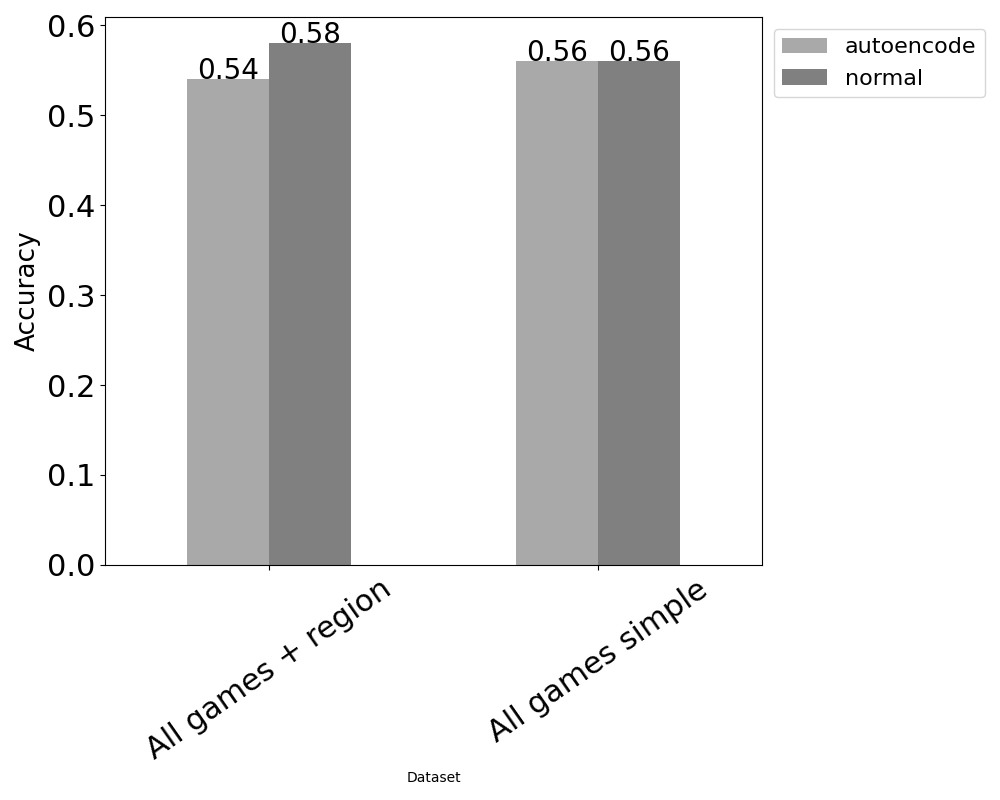 0.6
0.5
0.4
0.3
0.2
0.1
0.0
Accuracy
0.54
0.58
0.56
0.56
All games + region
All games simple
Dataset
autoencode
normal